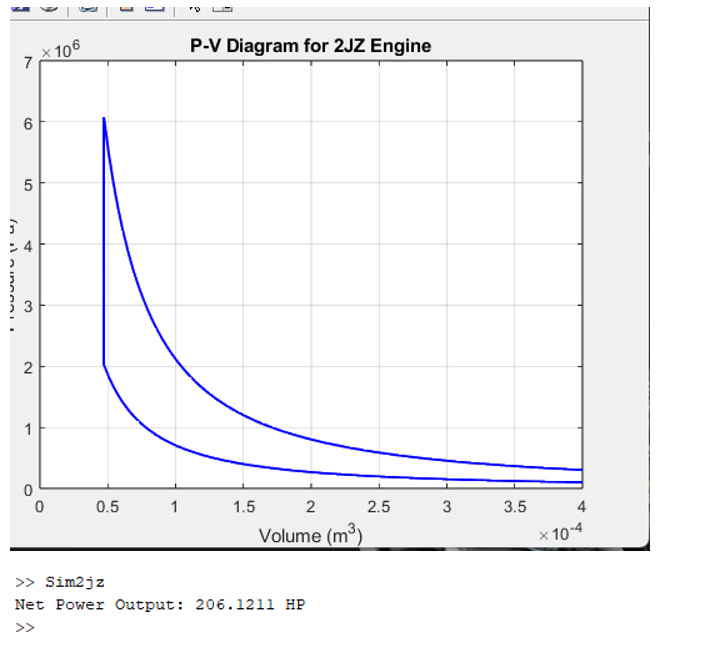 P-V Diagram for 2JZ Engine
×10^6
7
6
5
4
3
2
1
0
0 0.5 1 1.5 2 2.5 3 3.5 4
Volume (m^3)
×10^-4
>> Sim2jz
Net Power Output: 206.1211 HP
>>